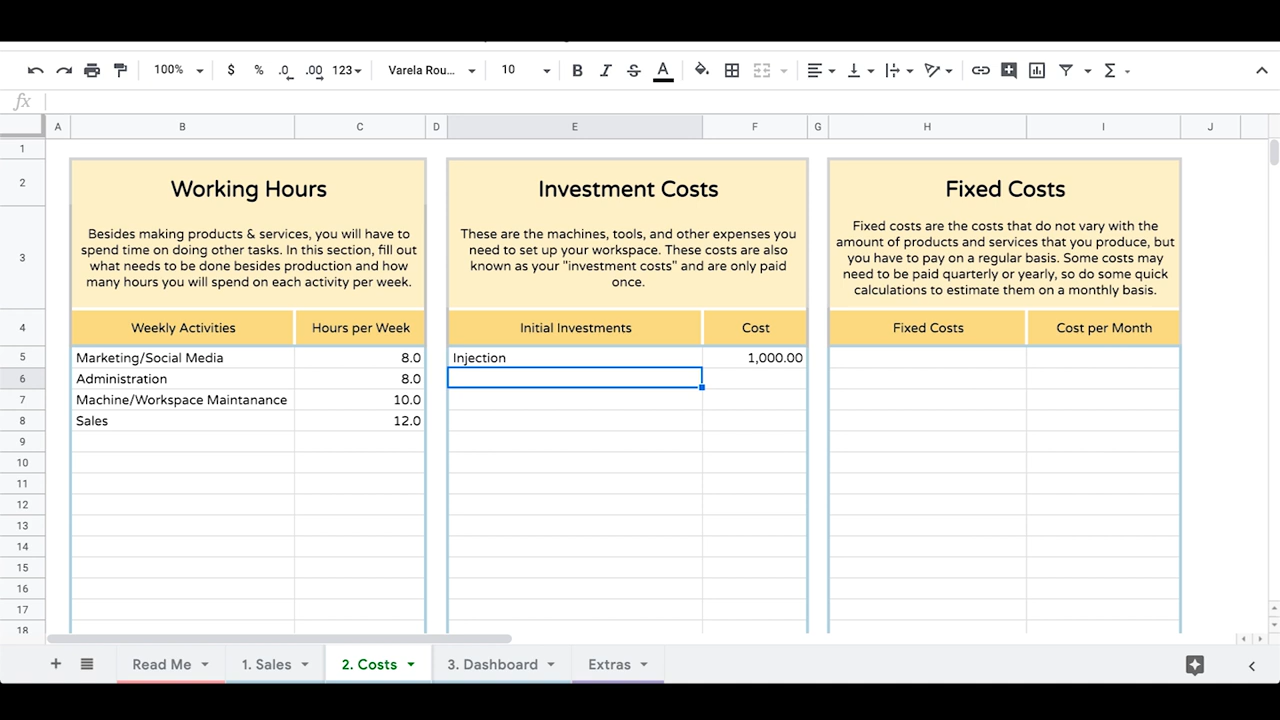 100% $ % .0 .00 123 Varela Rou... 10 B I S A Σ
fx
A B C D E F G H I J
1
2 Working Hours Investment Costs Fixed Costs
3
Besides making products & services, you will have to
spend time on doing other tasks. In this section, fill out
what needs to be done besides production and how
many hours you will spend on each activity per week.
These are the machines, tools, and other expenses you
need to set up your workspace. These costs are also
known as your "investment costs" and are only paid
once.
Fixed costs are the costs that do not vary with the
amount of products and services that you produce, but
you have to pay on a regular basis. Some costs may
need to be paid quarterly or yearly, so do some quick
calculations to estimate them on a monthly basis.
4 Weekly Activities Hours per Week Initial Investments Cost Fixed Costs Cost per Month
5 Marketing/Social Media 8.0 Injection 1,000.00
6 Administration 8.0
7 Machine/Workspace Maintanance 10.0
8 Sales 12.0
9
10
11
12
13
14
15
16
17
18
+ Read Me 1. Sales 2. Costs 3. Dashboard Extras